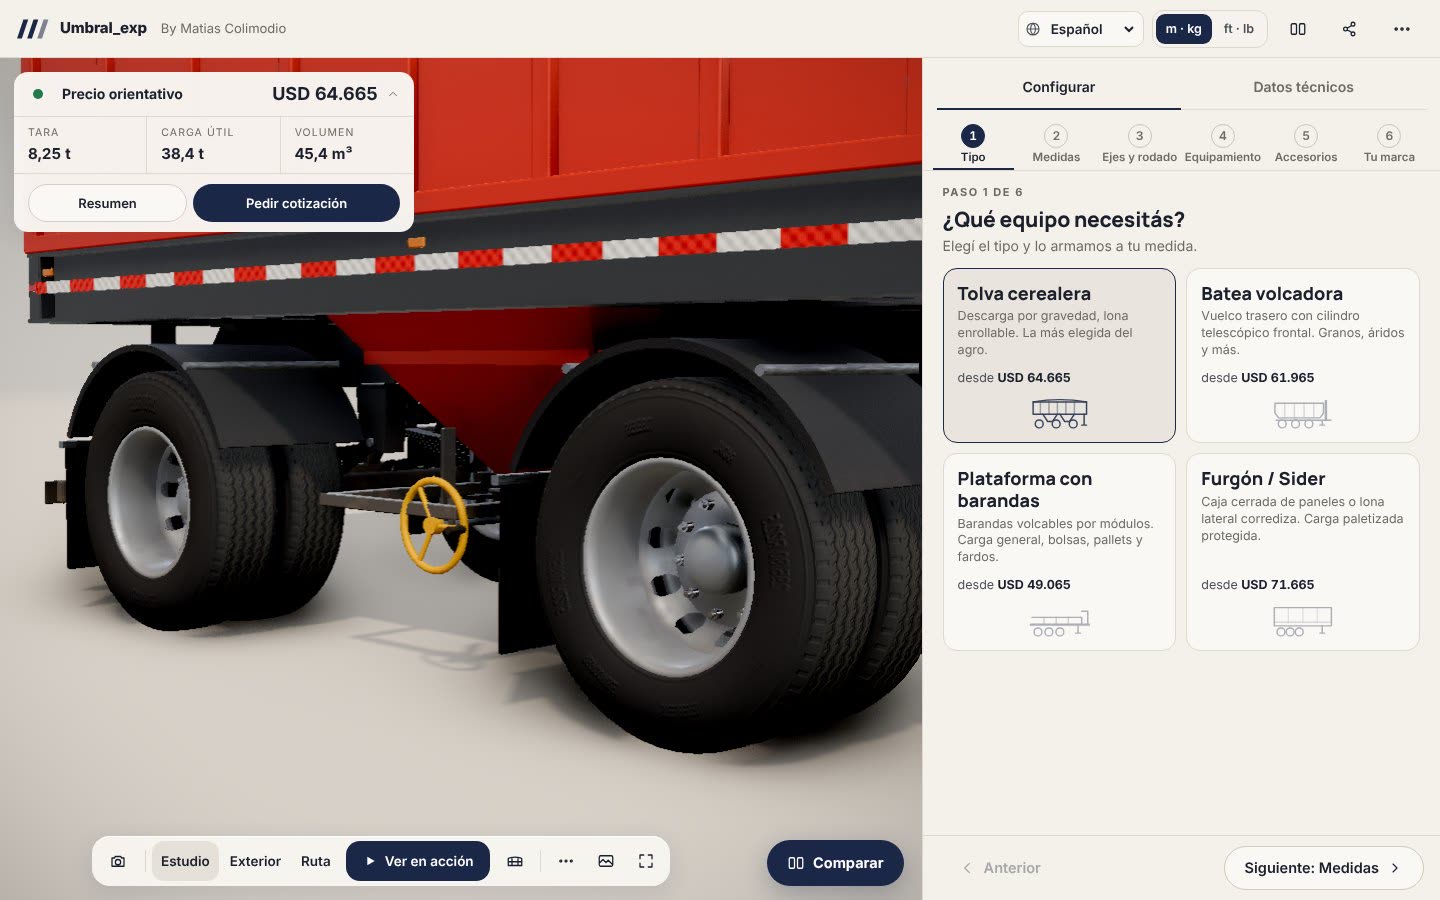 Umbral_exp By Matias Colimodio
Español
m · kg ft · lb
Precio orientativo USD 64.665
TARA CARGA ÚTIL VOLUMEN
8,25 t 38,4 t 45,4 m³
Resumen Pedir cotización
Estudio Exterior Ruta Ver en acción
Comparar
Configurar Datos técnicos
1 2 3 4 5 6
Tipo Medidas Ejes y rodado Equipamiento Accesorios Tu marca
PASO 1 DE 6
¿Qué equipo necesitás?
Elegí el tipo y lo armamos a tu medida.
Tolva cerealera
Descarga por gravedad, lona
enrollable. La más elegida del
agro.
desde USD 64.665
Batea volcadora
Vuelco trasero con cilindro
telescópico frontal. Granos, áridos
y más.
desde USD 61.965
Plataforma con
barandas
Barandas volcables por módulos.
Carga general, bolsas, pallets y
fardos.
desde USD 49.065
Furgón / Sider
Caja cerrada de paneles o lona
lateral corrediza. Carga paletizada
protegida.
desde USD 71.665
Anterior
Siguiente: Medidas